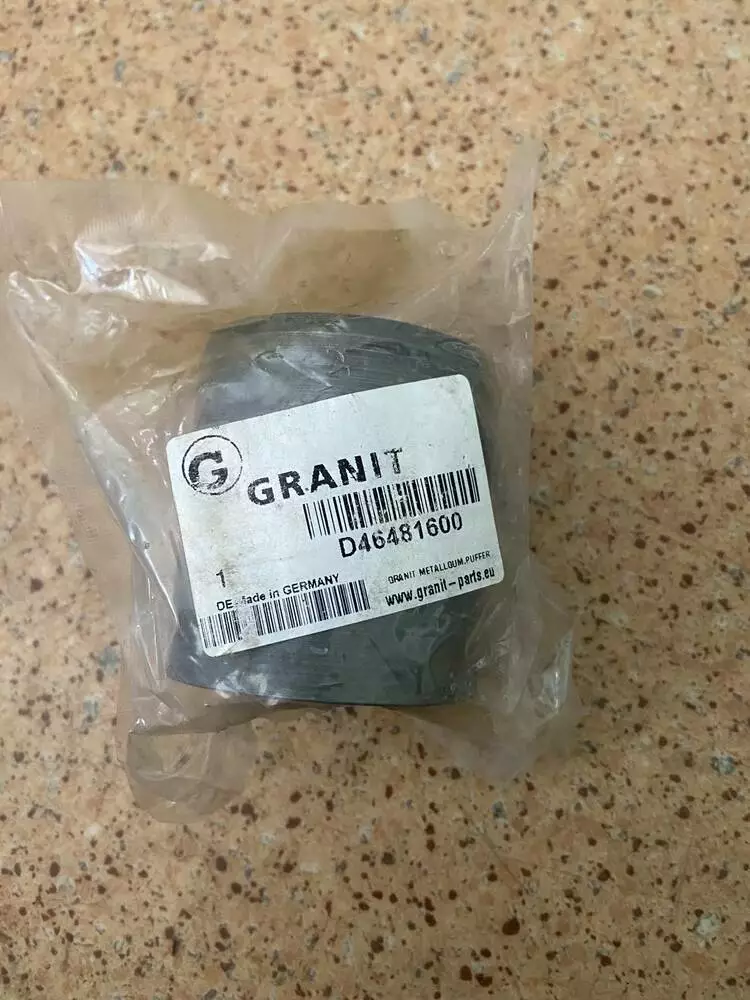 G GRANIT
D46481600
1
GRANIT METALLGUM.PUFFER
DE Made in GERMANY
www.granit-parts.eu